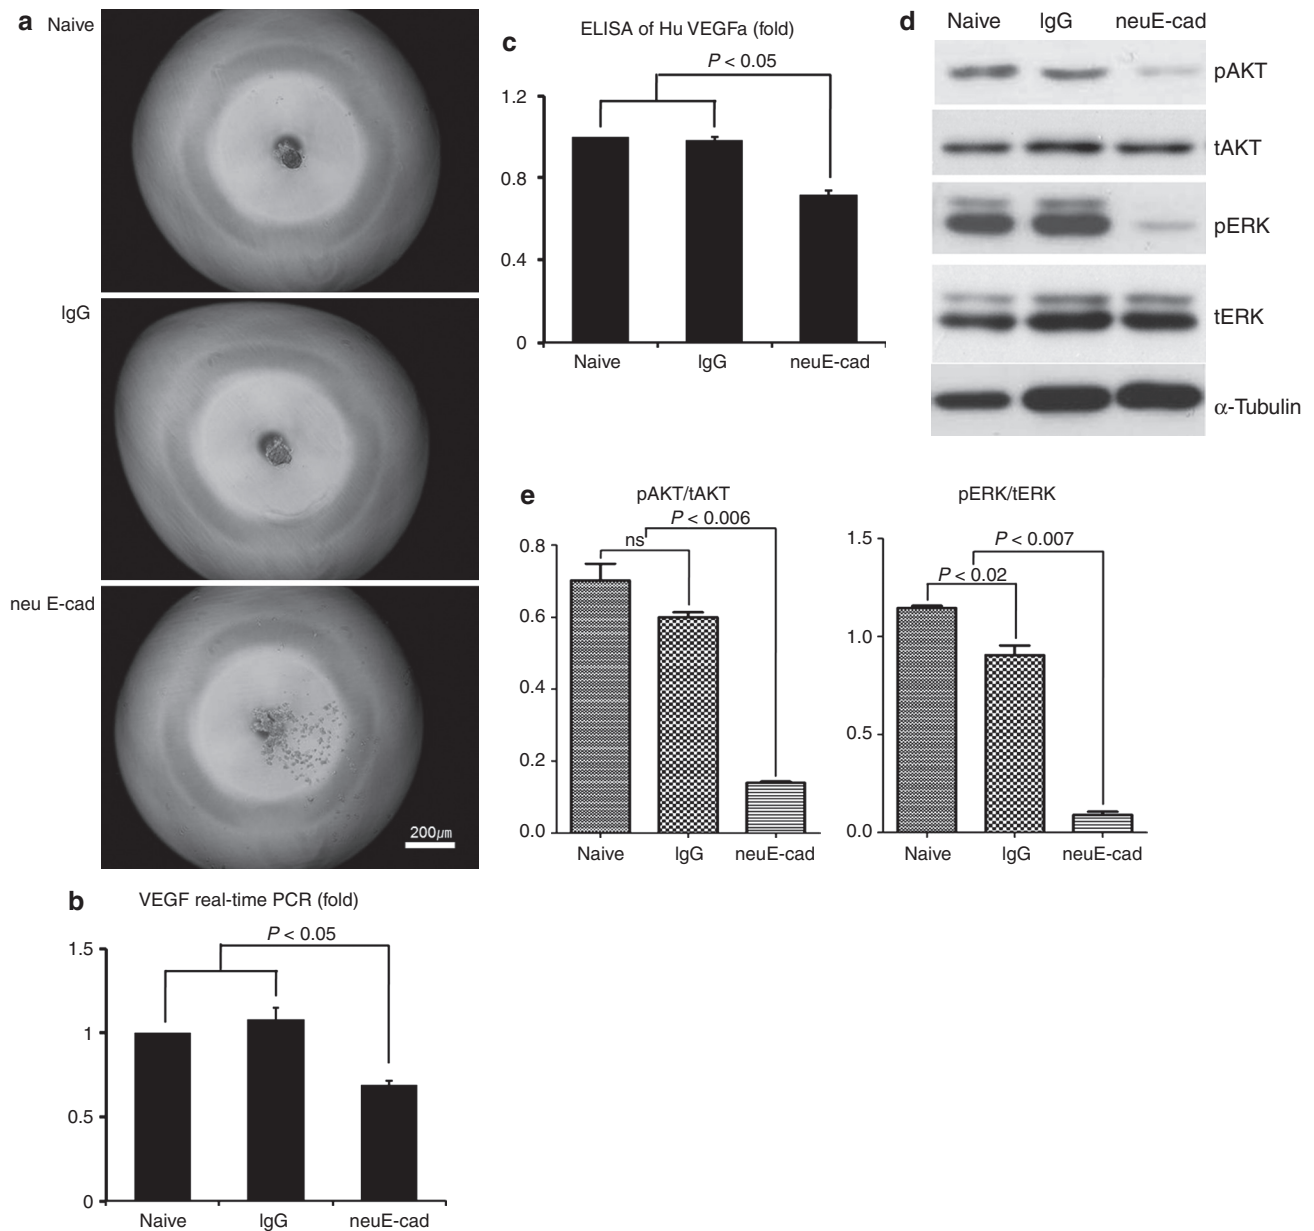 a
Naive
IgG
neu E-cad
200µm
b
VEGF real-time PCR (fold)
P < 0.05
1.5
1
0.5
0
Naive IgG neuE-cad
c
ELISA of Hu VEGFa (fold)
P < 0.05
1.2
0.8
0.4
0
Naive IgG neuE-cad
d
Naive IgG neuE-cad
pAKT
tAKT
pERK
tERK
α-Tubulin
e
pAKT/tAKT
P < 0.006
ns
0.8
0.6
0.4
0.2
0.0
Naive IgG neuE-cad
pERK/tERK
P < 0.007
P < 0.02
1.5
1.0
0.5
0.0
Naive IgG neuE-cad